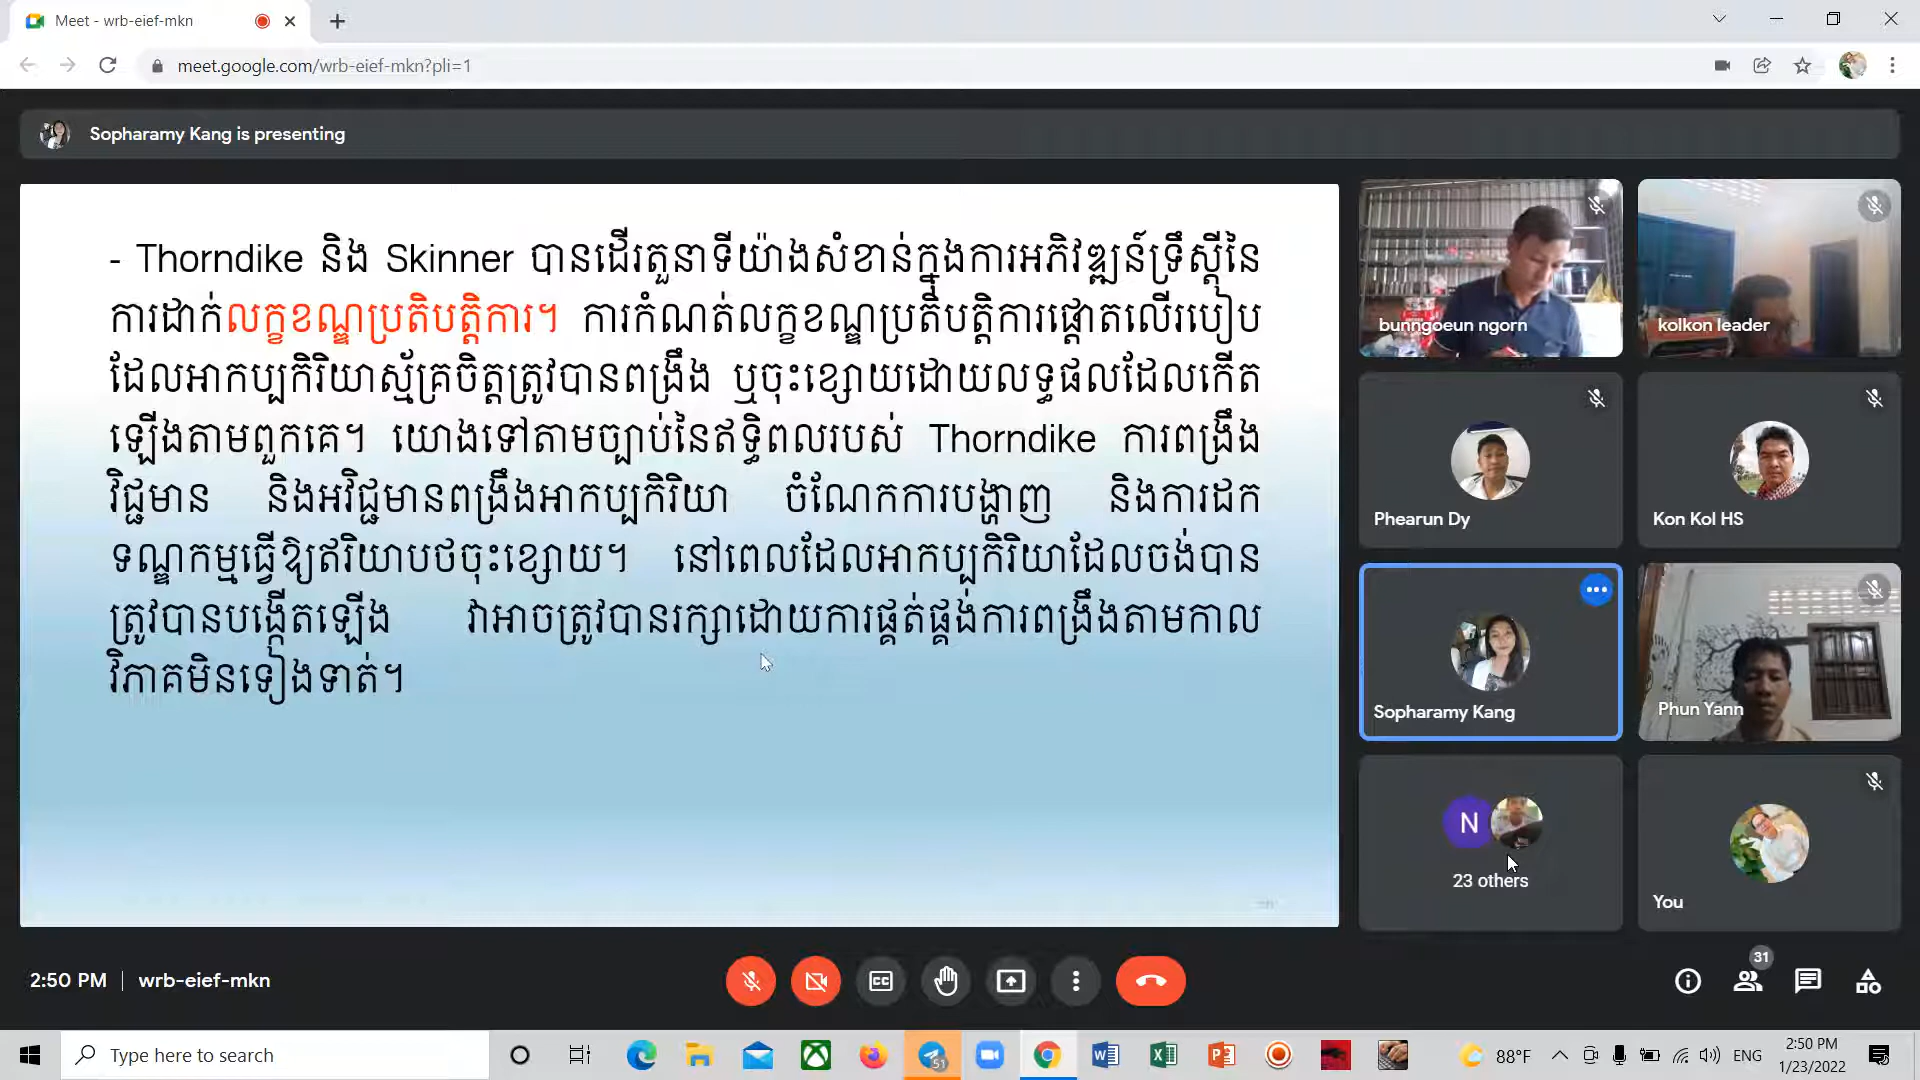 Meet - wrb-eief-mkn
meet.google.com/wrb-eief-mkn?pli=1
Sopharamy Kang is presenting
- Thorndike និង Skinner បានដើរតួនាទីយ៉ាងសំខាន់ក្នុងការអភិវឌ្ឍន៍ទ្រឹស្តីនៃ
ការដាក់លក្ខខណ្ឌប្រតិបត្តិការ។ ការកំណត់លក្ខខណ្ឌប្រតិបត្តិការផ្តោតលើរបៀប
ដែលអាកប្បកិរិយាស្ម័គ្រចិត្តត្រូវបានពង្រឹង ឬចុះខ្សោយដោយលទ្ធផលដែលកើត
ឡើងតាមពួកគេ។ យោងទៅតាមច្បាប់នៃឥទ្ធិពលរបស់ Thorndike ការពង្រឹង
វិជ្ជមាន និងអវិជ្ជមានពង្រឹងអាកប្បកិរិយា ចំណែកការបង្ហាញ និងការដក
ទណ្ឌកម្មធ្វើឱ្យឥរិយាបថចុះខ្សោយ។ នៅពេលដែលអាកប្បកិរិយាដែលចង់បាន
ត្រូវបានបង្កើតឡើង វាអាចត្រូវបានរក្សាដោយការផ្គត់ផ្គង់ការពង្រឹងតាមកាល
វិភាគមិនទៀងទាត់។
bunngoeun ngorn
kolkon leader
Phearun Dy
Kon Kol HS
Sopharamy Kang
Phun Yann
N
23 others
You
2:50 PM | wrb-eief-mkn
CC
31
Type here to search
51
88°F
ENG
2:50 PM
1/23/2022